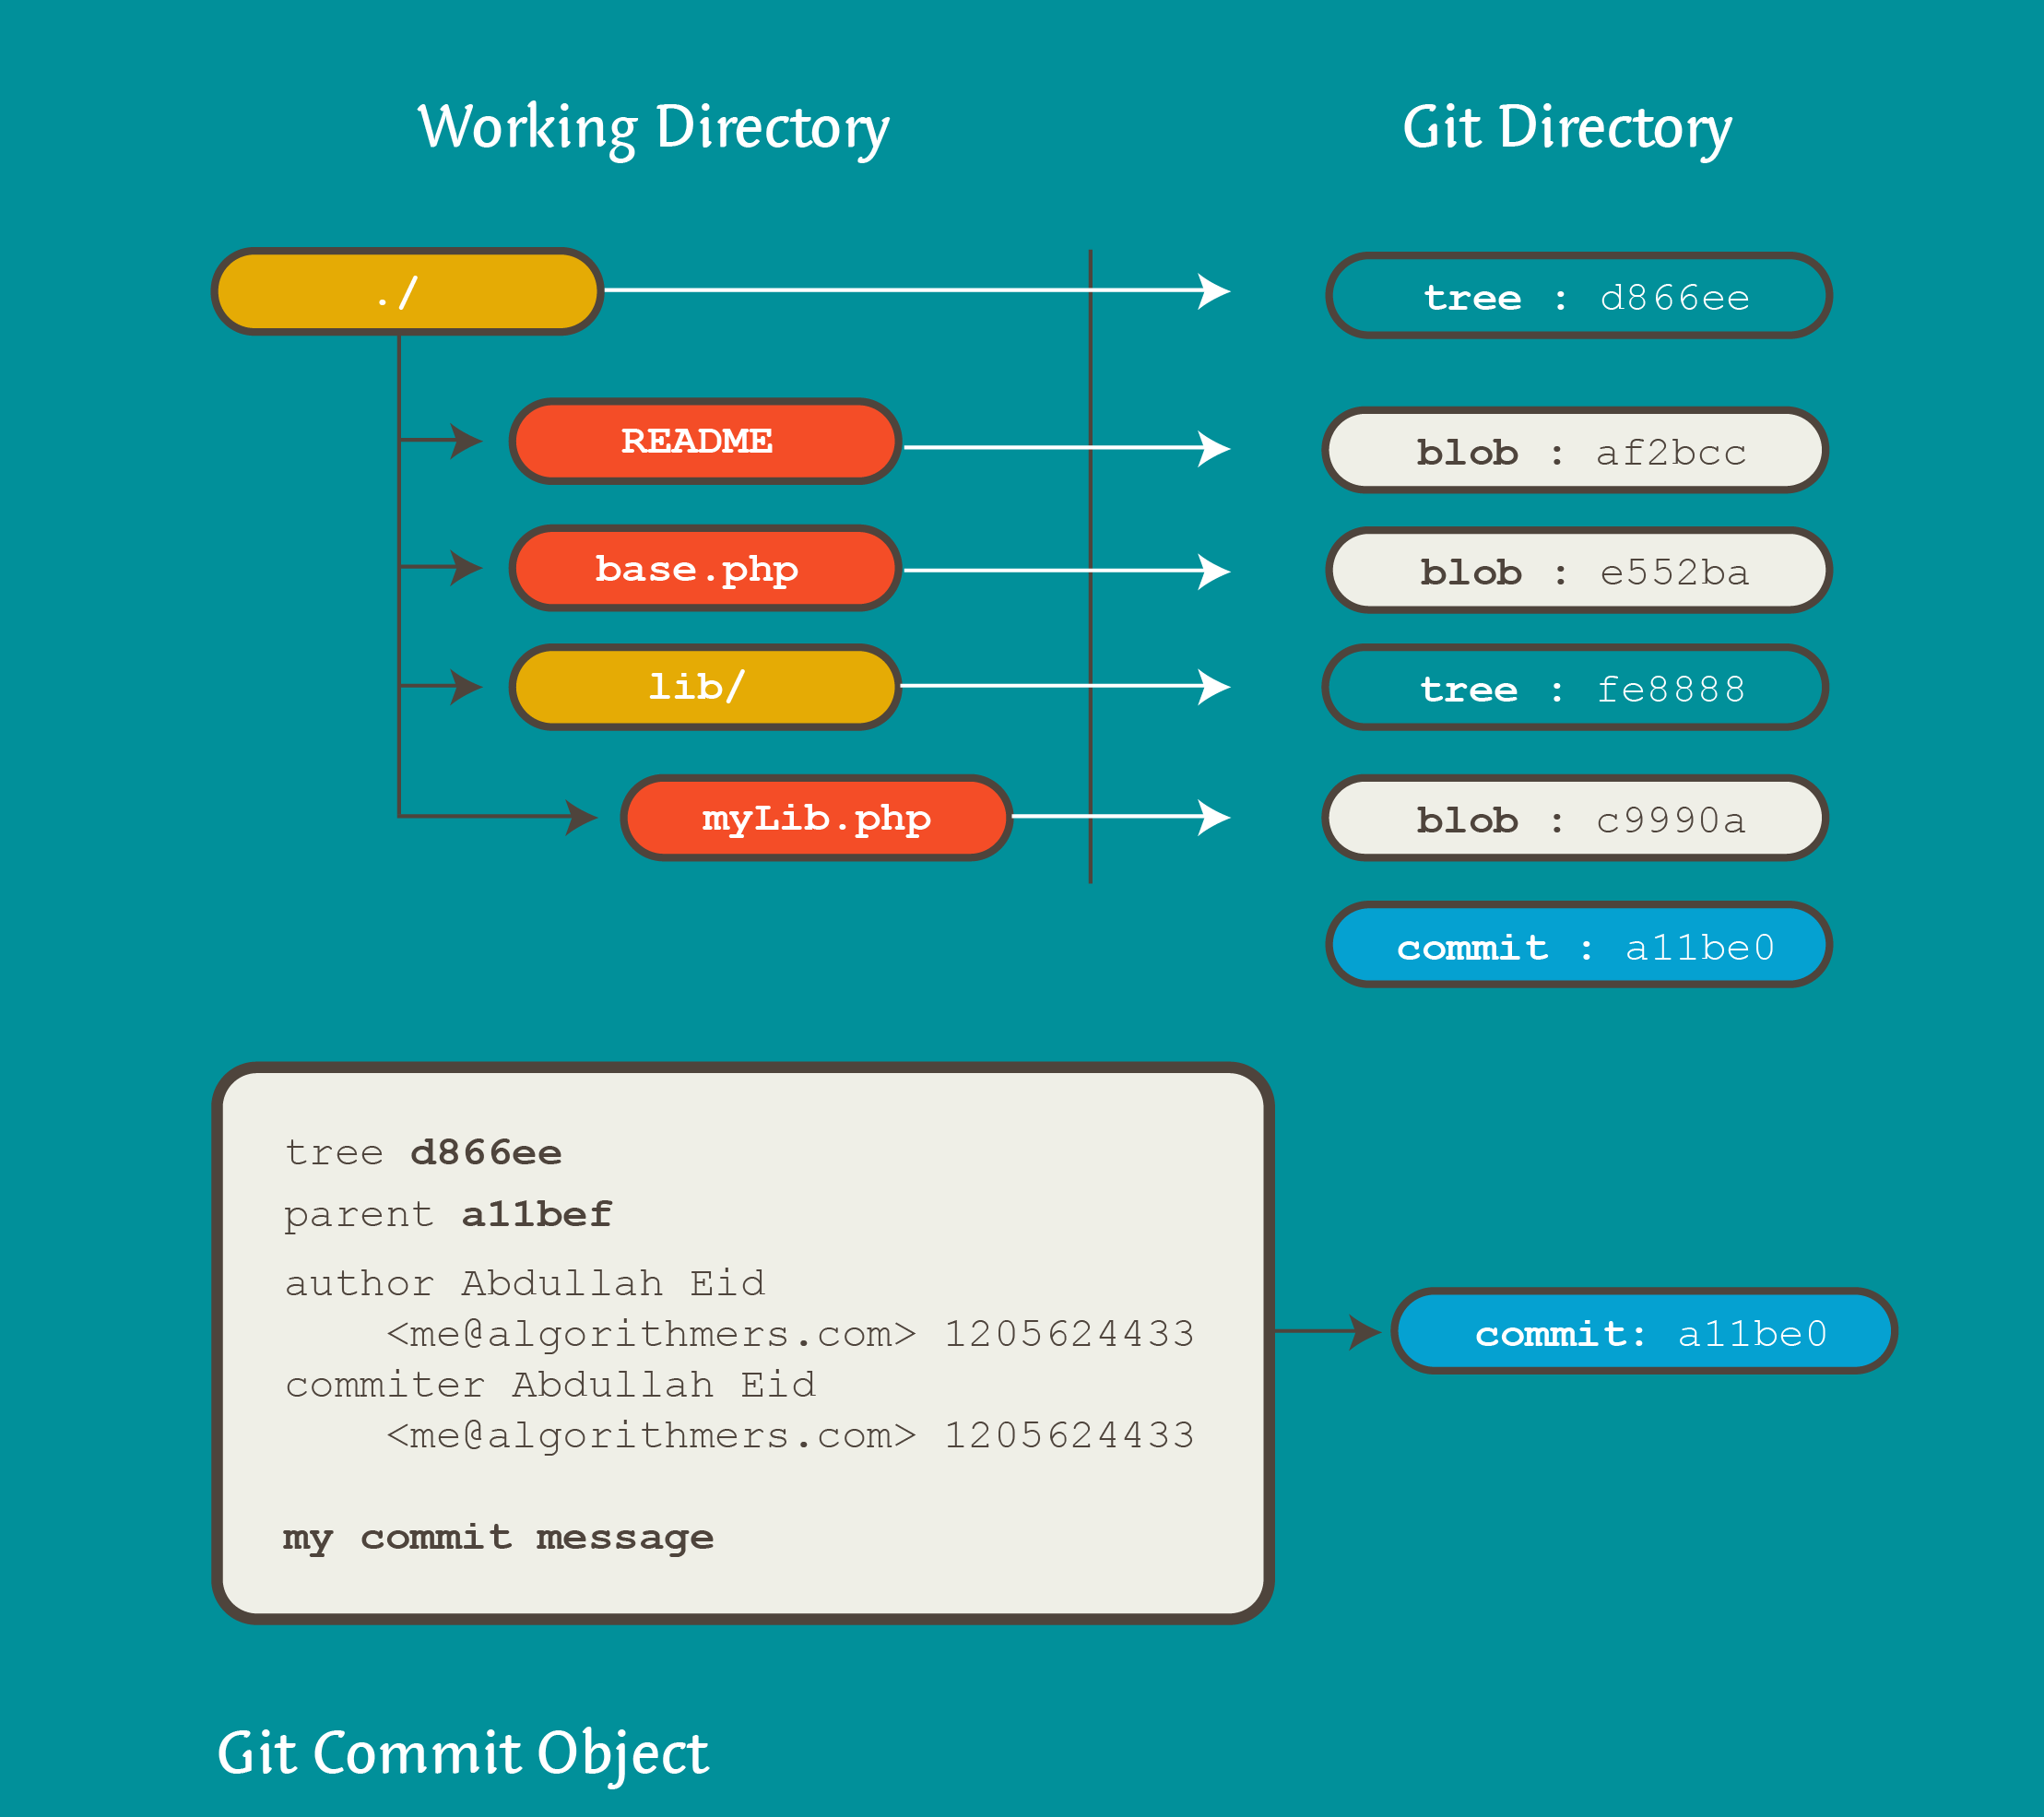 Working Directory
Git Directory
./
tree : d866ee
README
blob : af2bcc
base.php
blob : e552ba
lib/
tree : fe8888
myLib.php
blob : c9990a
commit : a11be0
tree d866ee
parent a11bef
author Abdullah Eid
<me@algorithmers.com> 1205624433
commiter Abdullah Eid
<me@algorithmers.com> 1205624433
my commit message
commit: a11be0
Git Commit Object